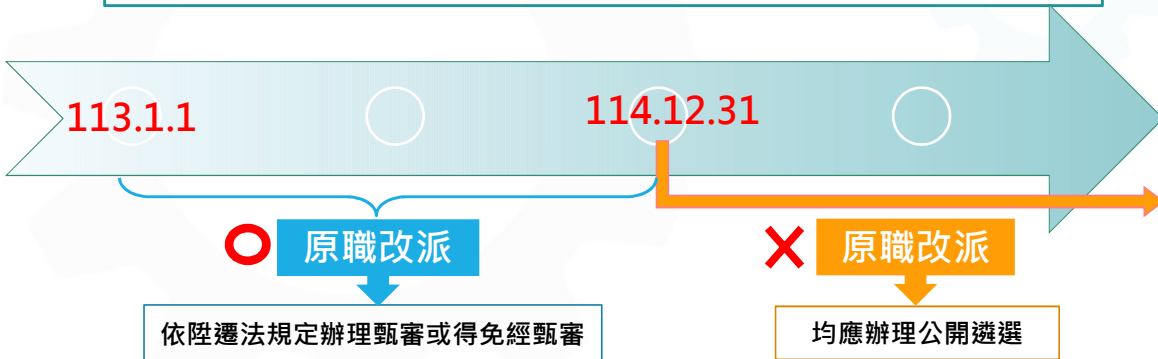 113.1.1
114.12.31
原職改派
原職改派
依陞遷法規定辦理甄審或得免經甄審
均應辦理公開遴選